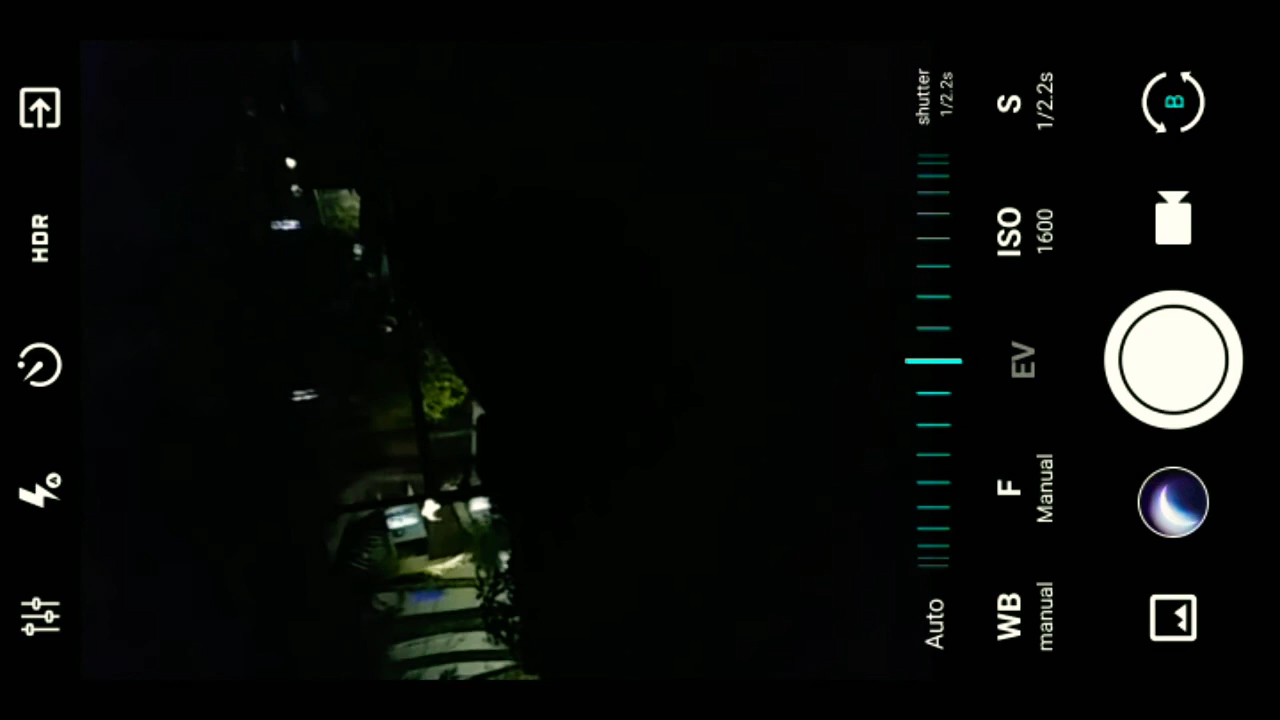 HDR
shutter
1/2.2s
Auto
S
1/2.2s
ISO
1600
EV
F
Manual
WB
manual
B